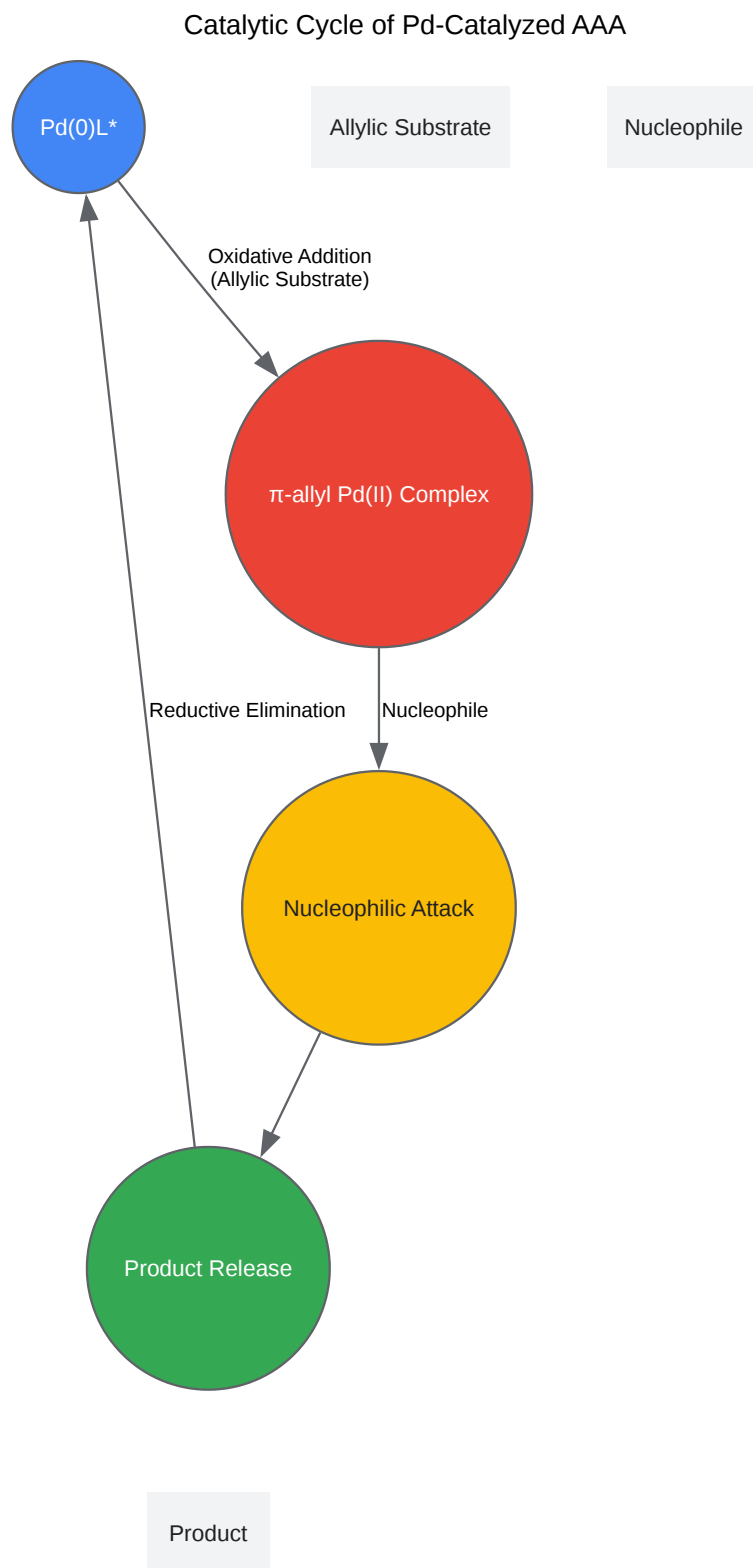 Catalytic Cycle of Pd-Catalyzed AAA
Pd(0)L*
Allylic Substrate
Nucleophile
Oxidative Addition
(Allylic Substrate)
π-allyl Pd(II) Complex
Reductive Elimination
Nucleophile
Nucleophilic Attack
Product Release
Product